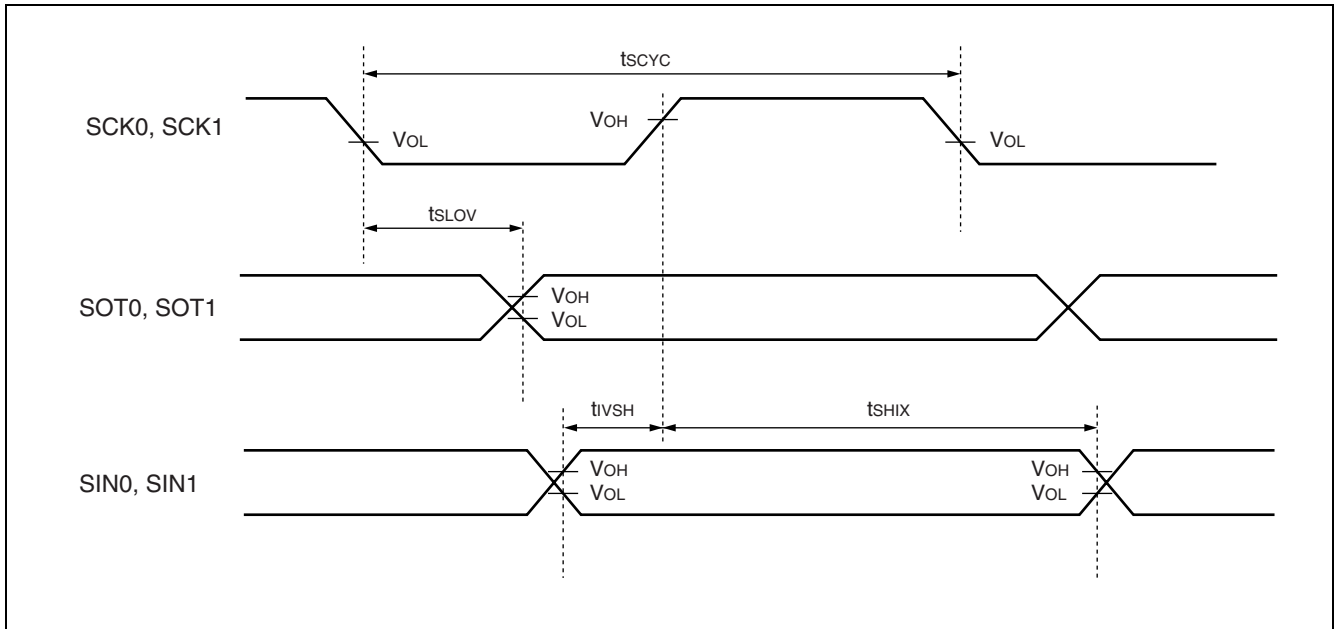 tSCYC
SCK0, SCK1
VOH
VOL
VOL
tSLOV
SOT0, SOT1
VOH
VOL
tIVSH
tSHIX
SIN0, SIN1
VOH
VOL
VOH
VOL